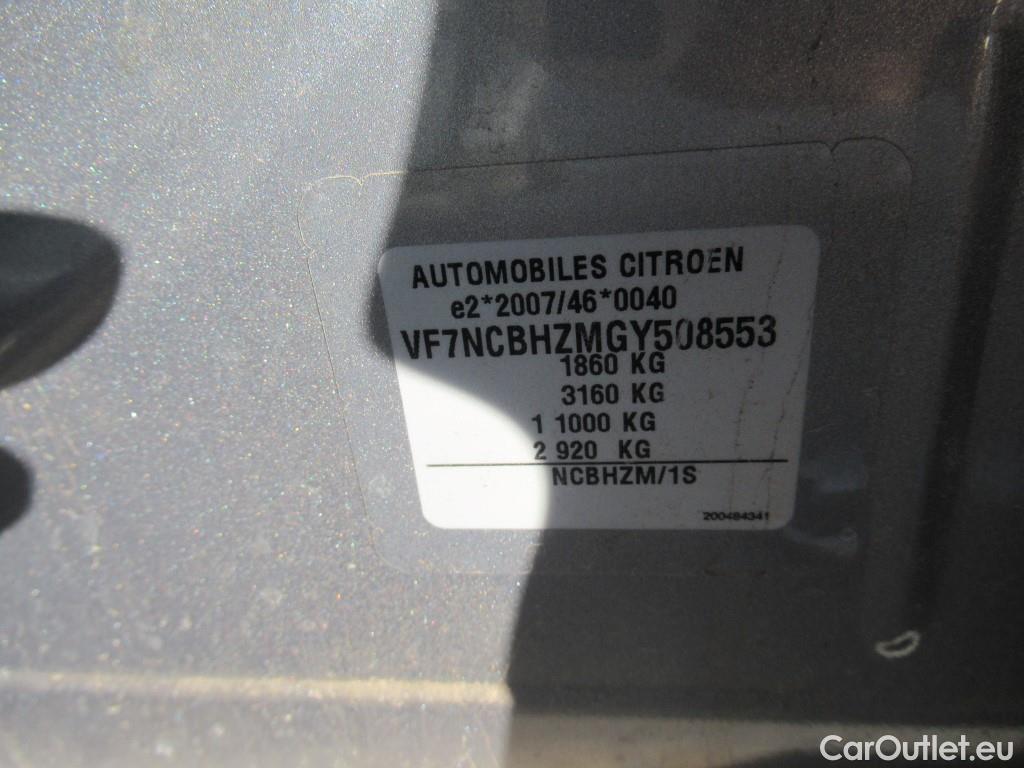 AUTOMOBILES CITROEN
e2*2007/46*0040
VF7NCBHZMGY508553
1860 KG
3160 KG
1 1000 KG
2 920 KG
NCBHZM/1S
200484341
CarOutlet.eu